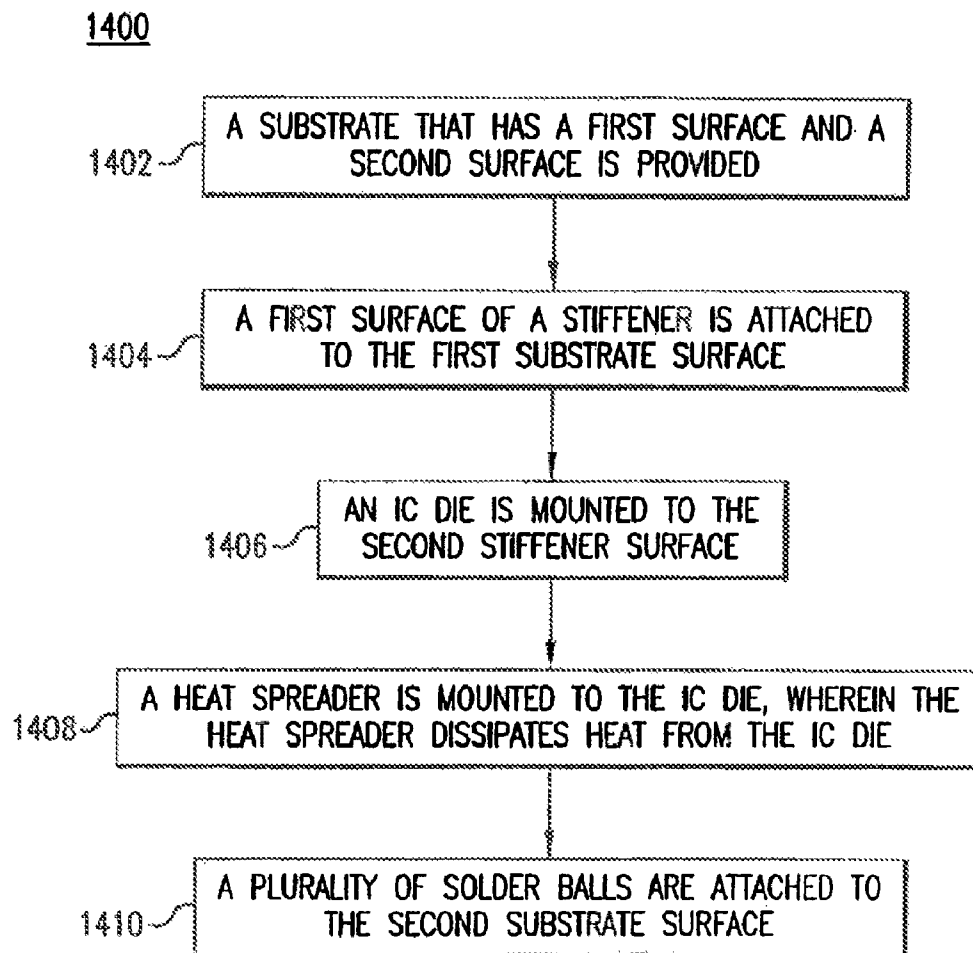 1400
1402
A SUBSTRATE THAT HAS A FIRST SURFACE AND A
SECOND SURFACE IS PROVIDED
1404
A FIRST SURFACE OF A STIFFENER IS ATTACHED
TO THE FIRST SUBSTRATE SURFACE
1406
AN IC DIE IS MOUNTED TO THE
SECOND STIFFENER SURFACE
1408
A HEAT SPREADER IS MOUNTED TO THE IC DIE, WHEREIN THE
HEAT SPREADER DISSIPATES HEAT FROM THE IC DIE
1410
A PLURALITY OF SOLDER BALLS ARE ATTACHED TO
THE SECOND SUBSTRATE SURFACE